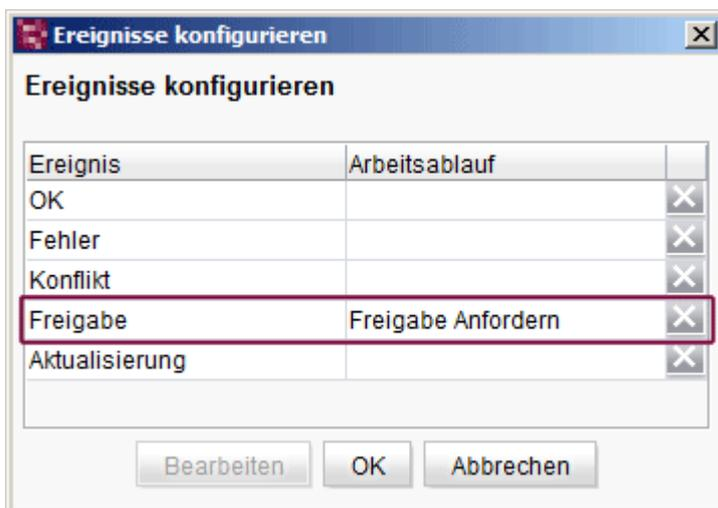 Ereignisse konfigurieren
Ereignisse konfigurieren
Ereignis Arbeitsablauf
OK
Fehler
Konflikt
Freigabe Freigabe Anfordern
Aktualisierung
Bearbeiten OK Abbrechen